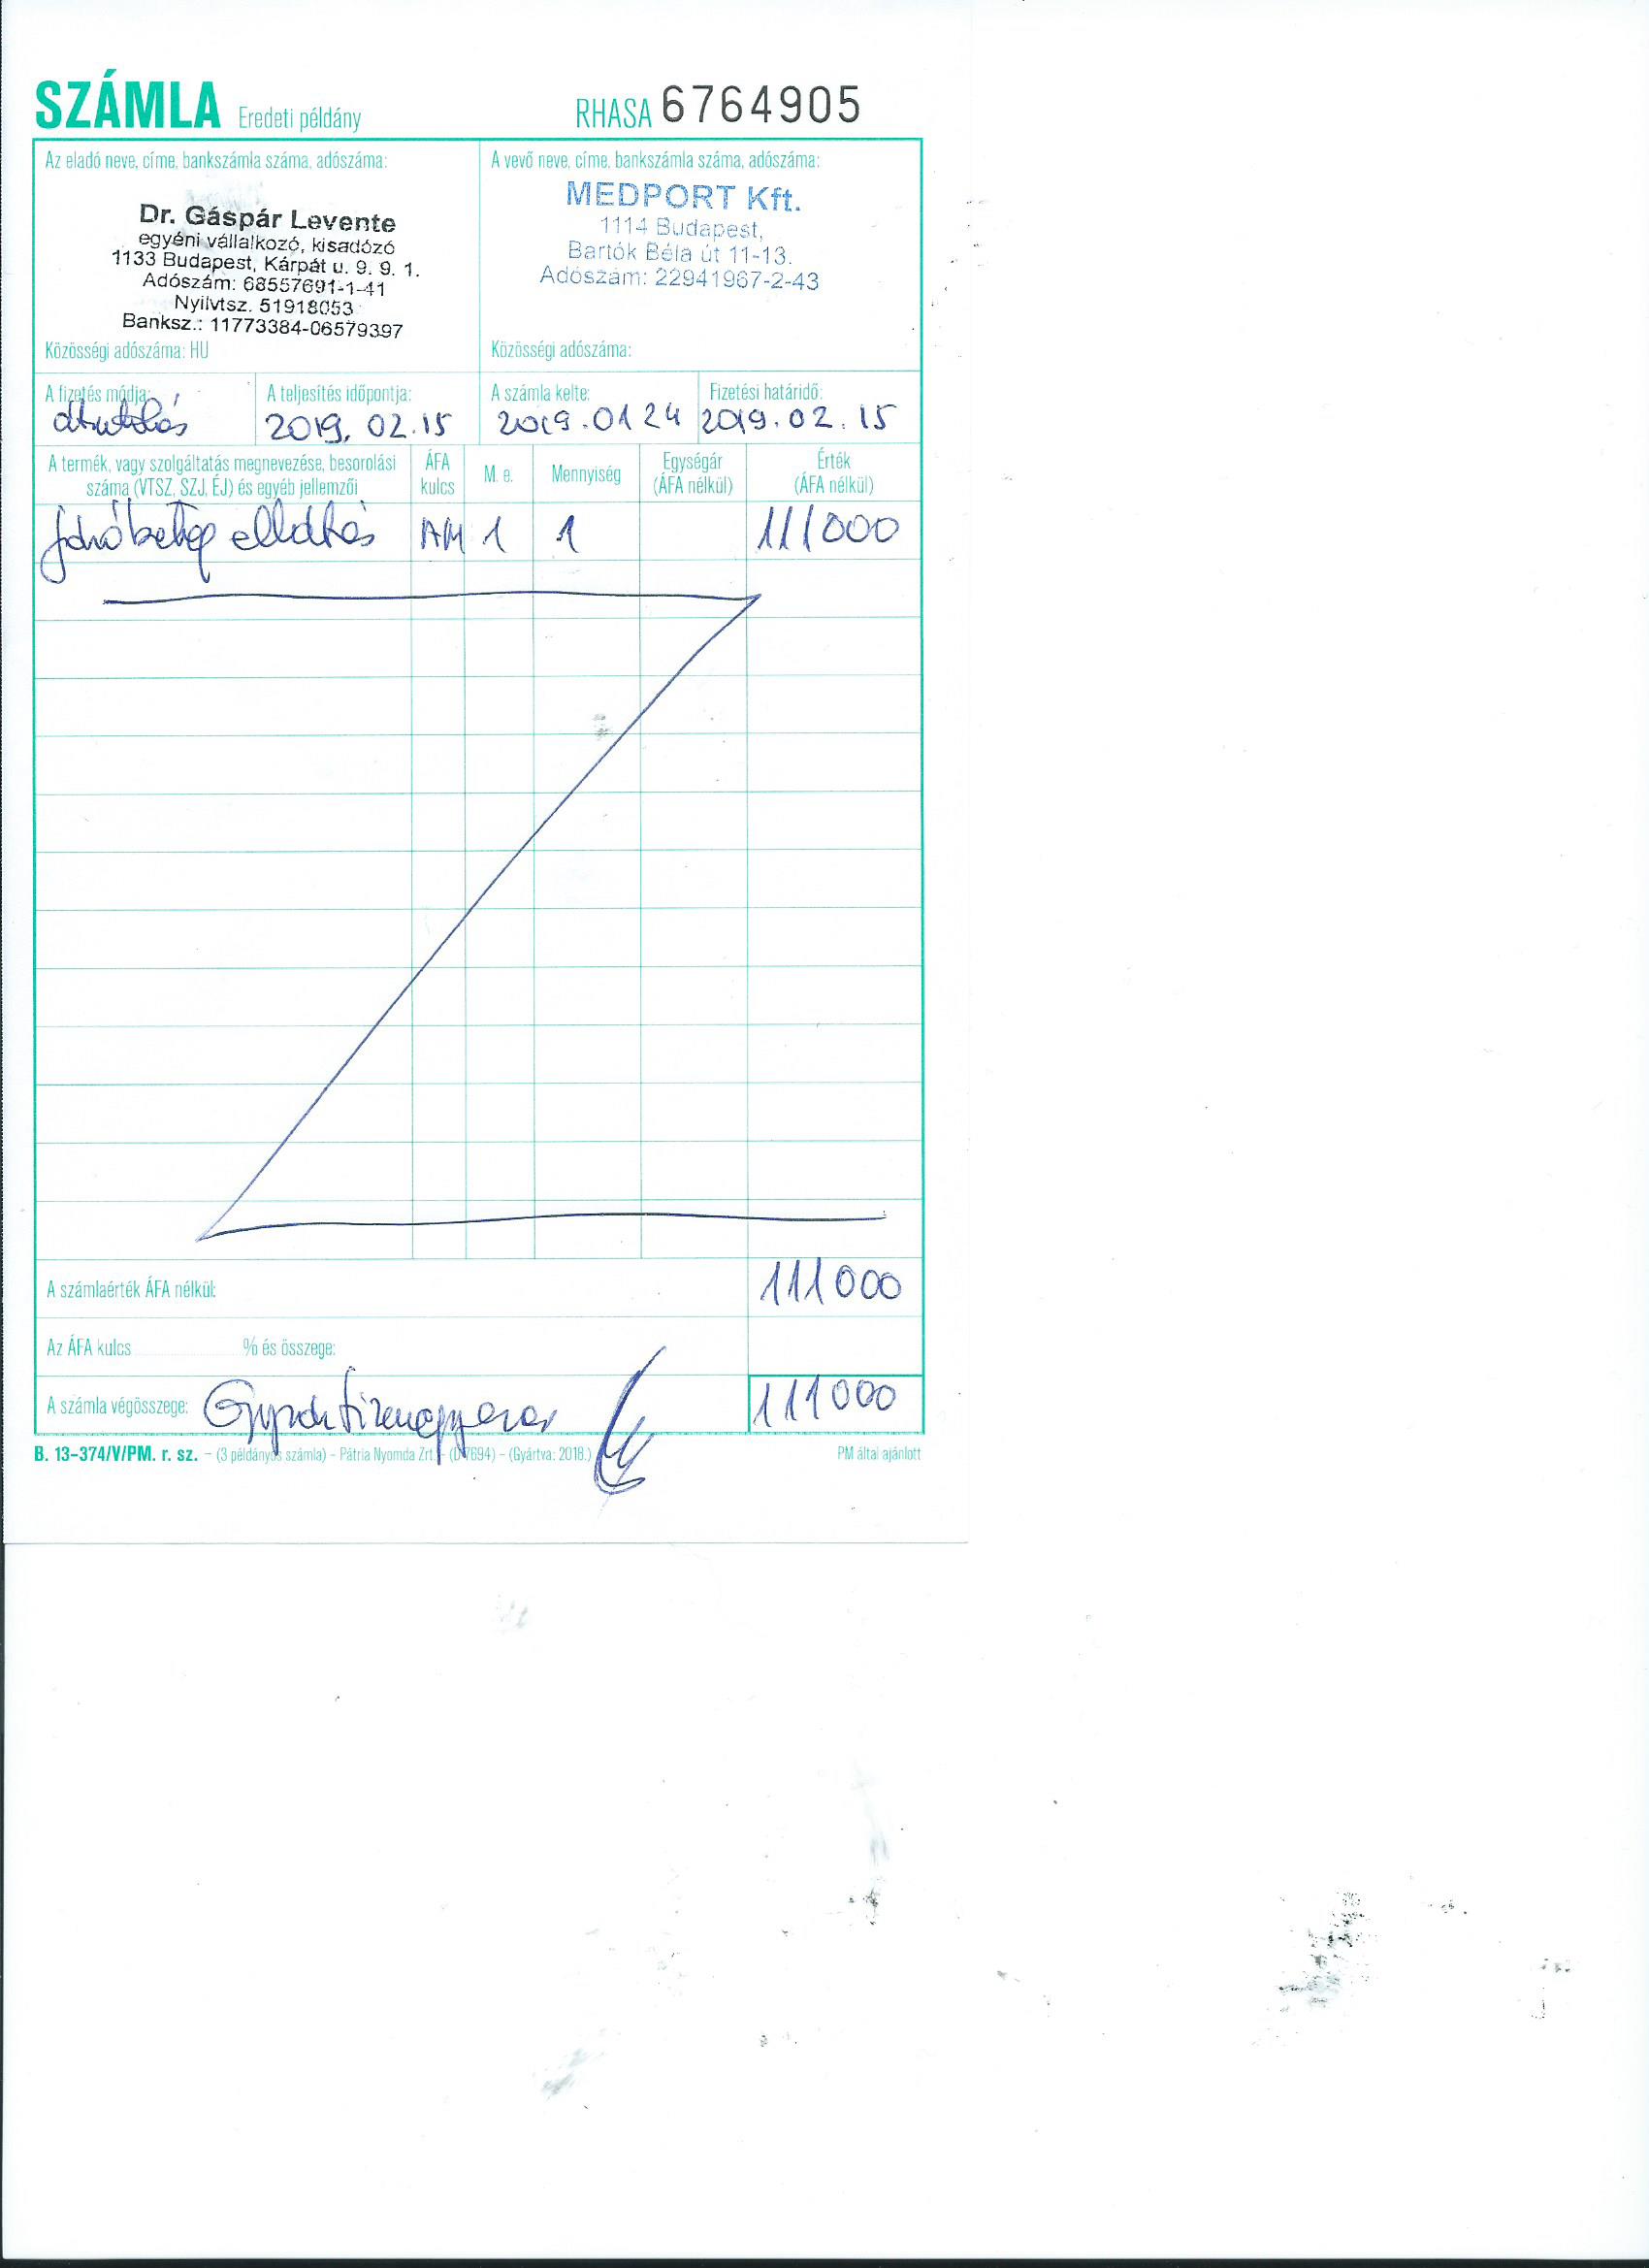 SZÁMLA Eredeti példány RHASA 6764905
Az eladó neve, címe, bankszámla száma, adószáma:
Dr. Gáspár Levente
egyéni vállalkozó, kisadózó
1133 Budapest, Kárpát u. 9. 9. 1.
Adószám: 68557691-1-41
Nyilvtsz. 51918053
Banksz.: 11773384-06579397
Közösségi adószáma: HU
A vevő neve, címe, bankszámla száma, adószáma:
MEDPORT Kft.
1114 Budapest,
Bartók Béla út 11-13.
Adószám: 22941967-2-43
Közösségi adószáma:
A fizetés módja:
átutalás
A teljesítés időpontja:
2019. 02.15
A számla kelte:
2019.01 24
Fizetési határidő:
2019.02.15
A termék, vagy szolgáltatás megnevezése, besorolási
száma (VTSZ, SZJ, ÉJ) és egyéb jellemzői
ÁFA
kulcs
M. e.
Mennyiség
Egységár
(ÁFA nélkül)
Érték
(ÁFA nélkül)
járóbeteg ellátás AM 1 1 111000
A számlaérték ÁFA nélkül: 111000
Az ÁFA kulcs % és összege:
A számla végösszege: 111000
B. 13-374/V/PM. r. sz. – (3 példányos számla) – Pátria Nyomda Zrt. – (Gyártva: 2018.) PM által ajánlott